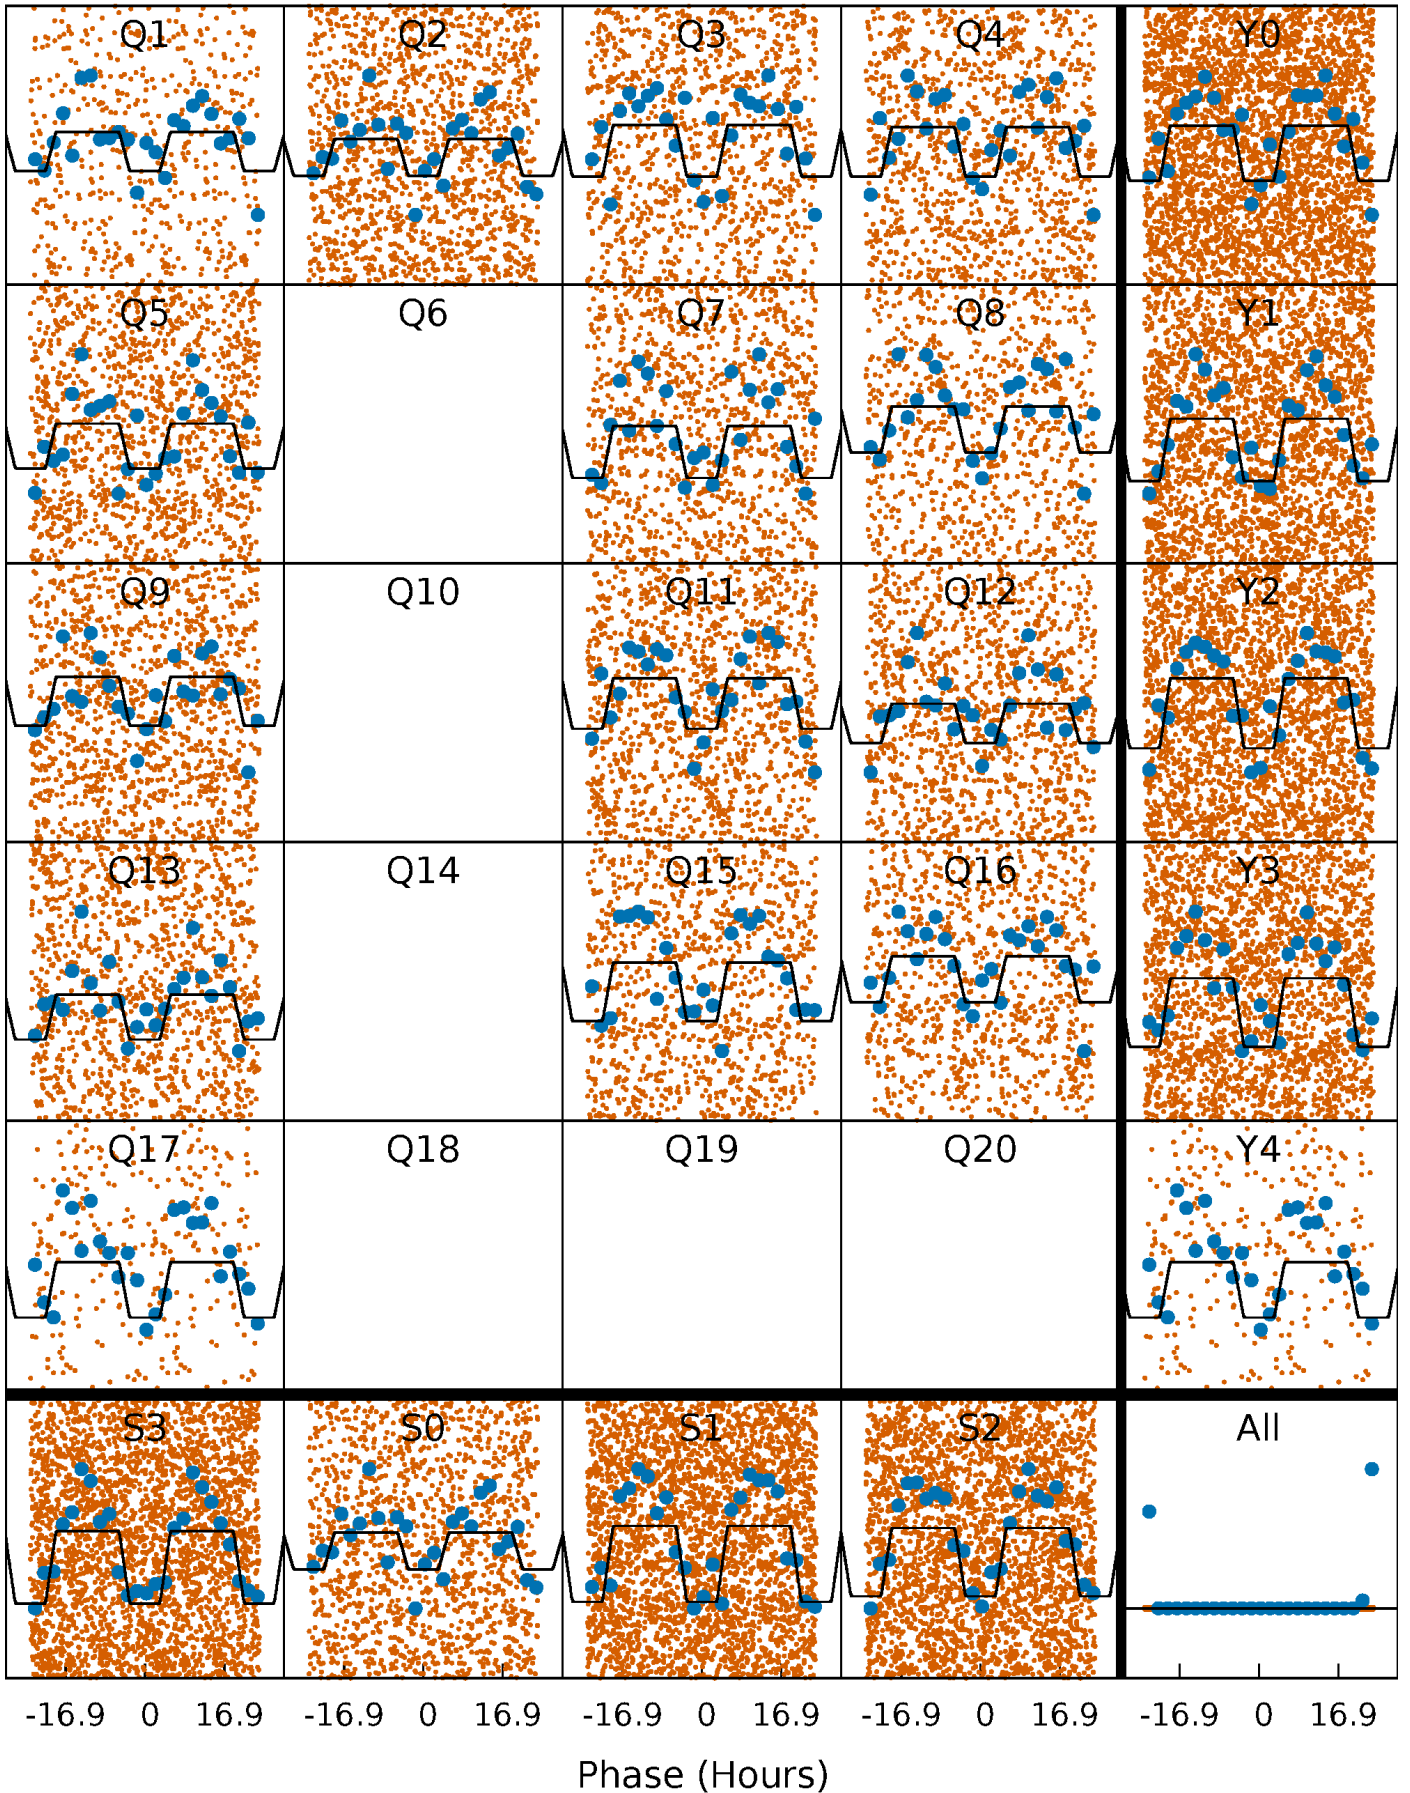 Q1 Q2 Q3 Q4 Y0
Q5 Q6 Q7 Q8 Y1
Q9 Q10 Q11 Q12 Y2
Q13 Q14 Q15 Q16 Y3
Q17 Q18 Q19 Q20 Y4
S3 S0 S1 S2 All
-16.9 0 16.9 -16.9 0 16.9 -16.9 0 16.9 -16.9 0 16.9 -16.9 0 16.9
Phase (Hours)